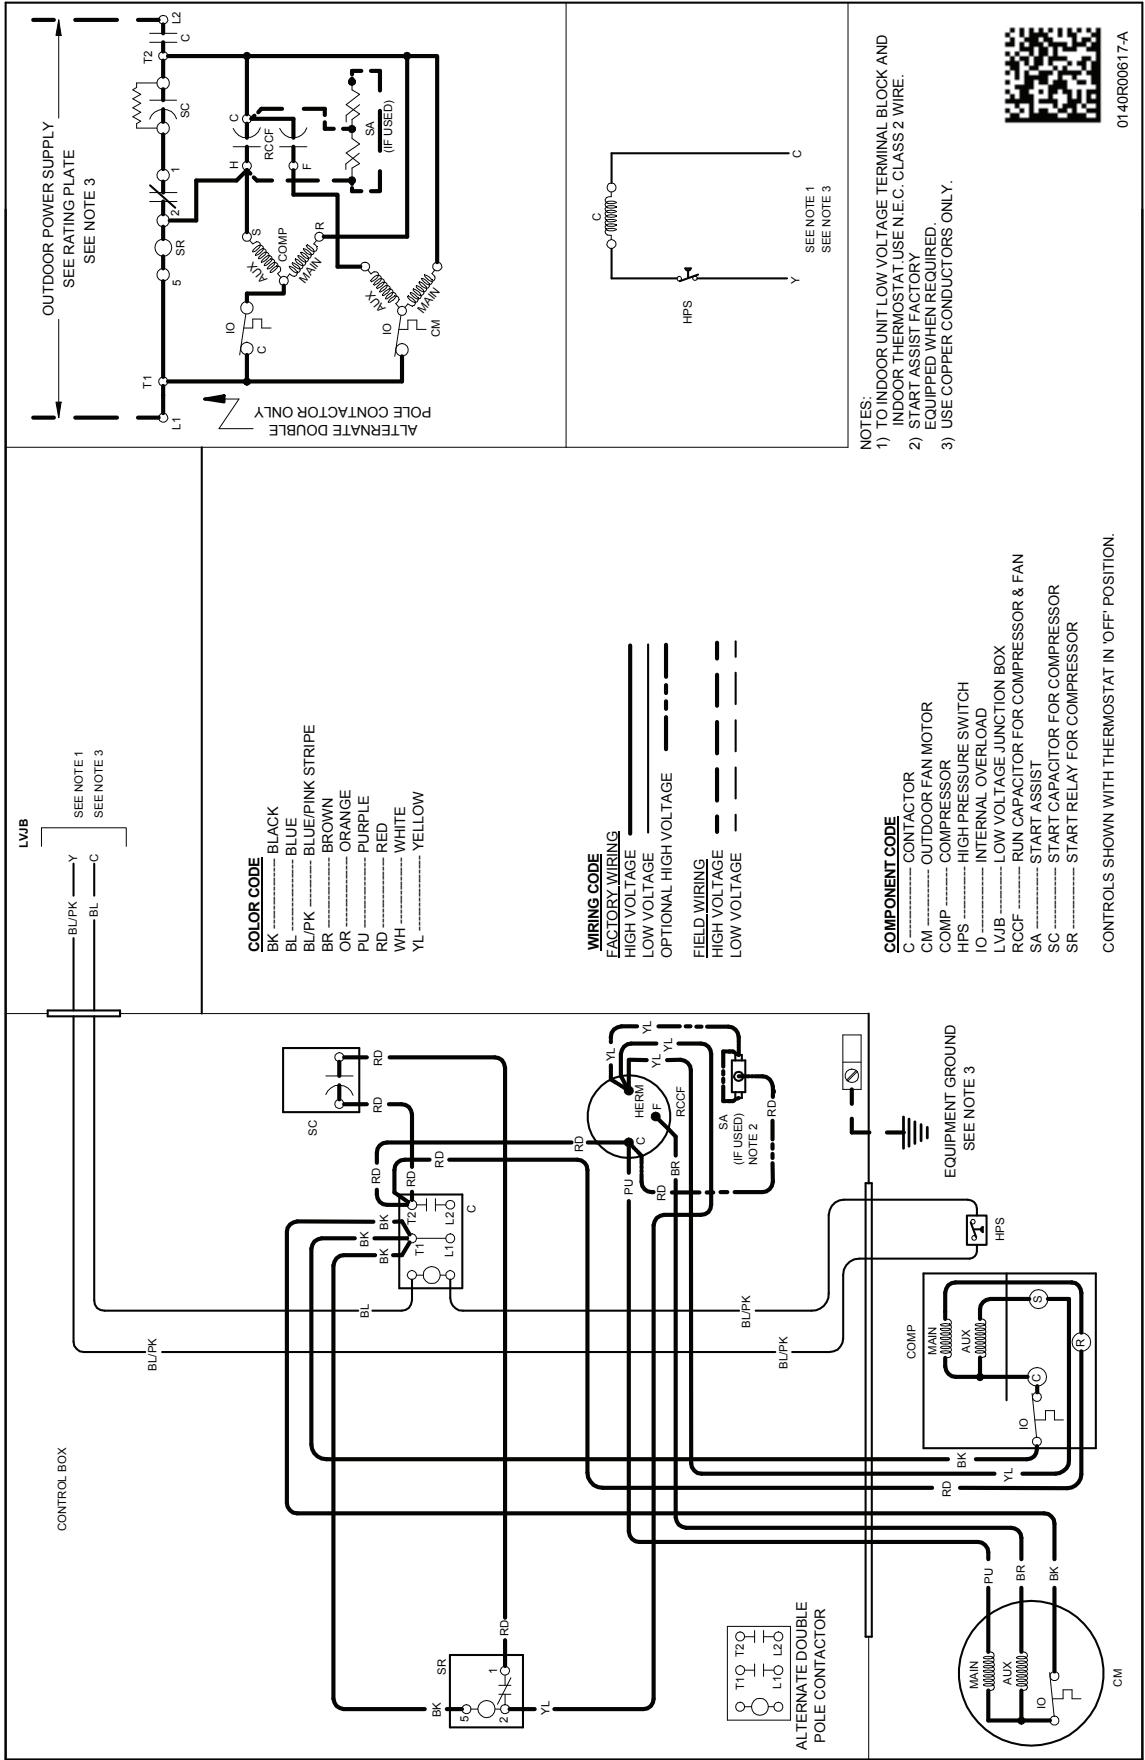 CONTROL BOX
BL/PK
BL
BL/PK
BL
Y
C
LVJB
SEE NOTE 1
SEE NOTE 3
SC
RD
RD
RD
RD
RD
RD
RD
BK
BK
BK
T2
T1
L2
L1
C
BL/PK
BL/PK
SR
BK
5
2
1
RD
YL
HERM
F
C
RCCF
YL
YL
YL
YL
SA
(IF USED)
NOTE 2
PU
BR
RD
RD
ALTERNATE DOUBLE
POLE CONTACTOR
T1
T2
L1
L2
EQUIPMENT GROUND
SEE NOTE 3
HPS
COMP
MAIN
AUX
S
R
C
IO
BK
YL
RD
PU
BR
BK
MAIN
AUX
IO
CM
COLOR CODE
BK ---------- BLACK
BL ---------- BLUE
BL/PK -------- BLUE/PINK STRIPE
BR ---------- BROWN
OR ---------- ORANGE
PU ---------- PURPLE
RD ---------- RED
WH ---------- WHITE
YL ---------- YELLOW
WIRING CODE
FACTORY WIRING
HIGH VOLTAGE
LOW VOLTAGE
OPTIONAL HIGH VOLTAGE
FIELD WIRING
HIGH VOLTAGE
LOW VOLTAGE
COMPONENT CODE
C ------------ CONTACTOR
CM --------- OUTDOOR FAN MOTOR
COMP ------ COMPRESSOR
HPS --------- HIGH PRESSURE SWITCH
IO ----------- INTERNAL OVERLOAD
LVJB -------- LOW VOLTAGE JUNCTION BOX
RCCF ------- RUN CAPACITOR FOR COMPRESSOR & FAN
SA ----------- START ASSIST
SC ----------- START CAPACITOR FOR COMPRESSOR
SR ----------- START RELAY FOR COMPRESSOR
CONTROLS SHOWN WITH THERMOSTAT IN 'OFF' POSITION.
OUTDOOR POWER SUPPLY
SEE RATING PLATE
SEE NOTE 3
L1
T1
5
SR
2
1
SC
T2
C
L2
ALTERNATE DOUBLE
POLE CONTACTOR ONLY
C
IO
AUX
S
COMP
MAIN
R
H
C
RCCF
F
SA
(IF USED)
IO
AUX
MAIN
CM
C
HPS
Y
C
SEE NOTE 1
SEE NOTE 3
NOTES:
1) TO INDOOR UNIT LOW VOLTAGE TERMINAL BLOCK AND
INDOOR THERMOSTAT.USE N.E.C. CLASS 2 WIRE.
2) START ASSIST FACTORY
EQUIPPED WHEN REQUIRED.
3) USE COPPER CONDUCTORS ONLY.
0140R00617-A